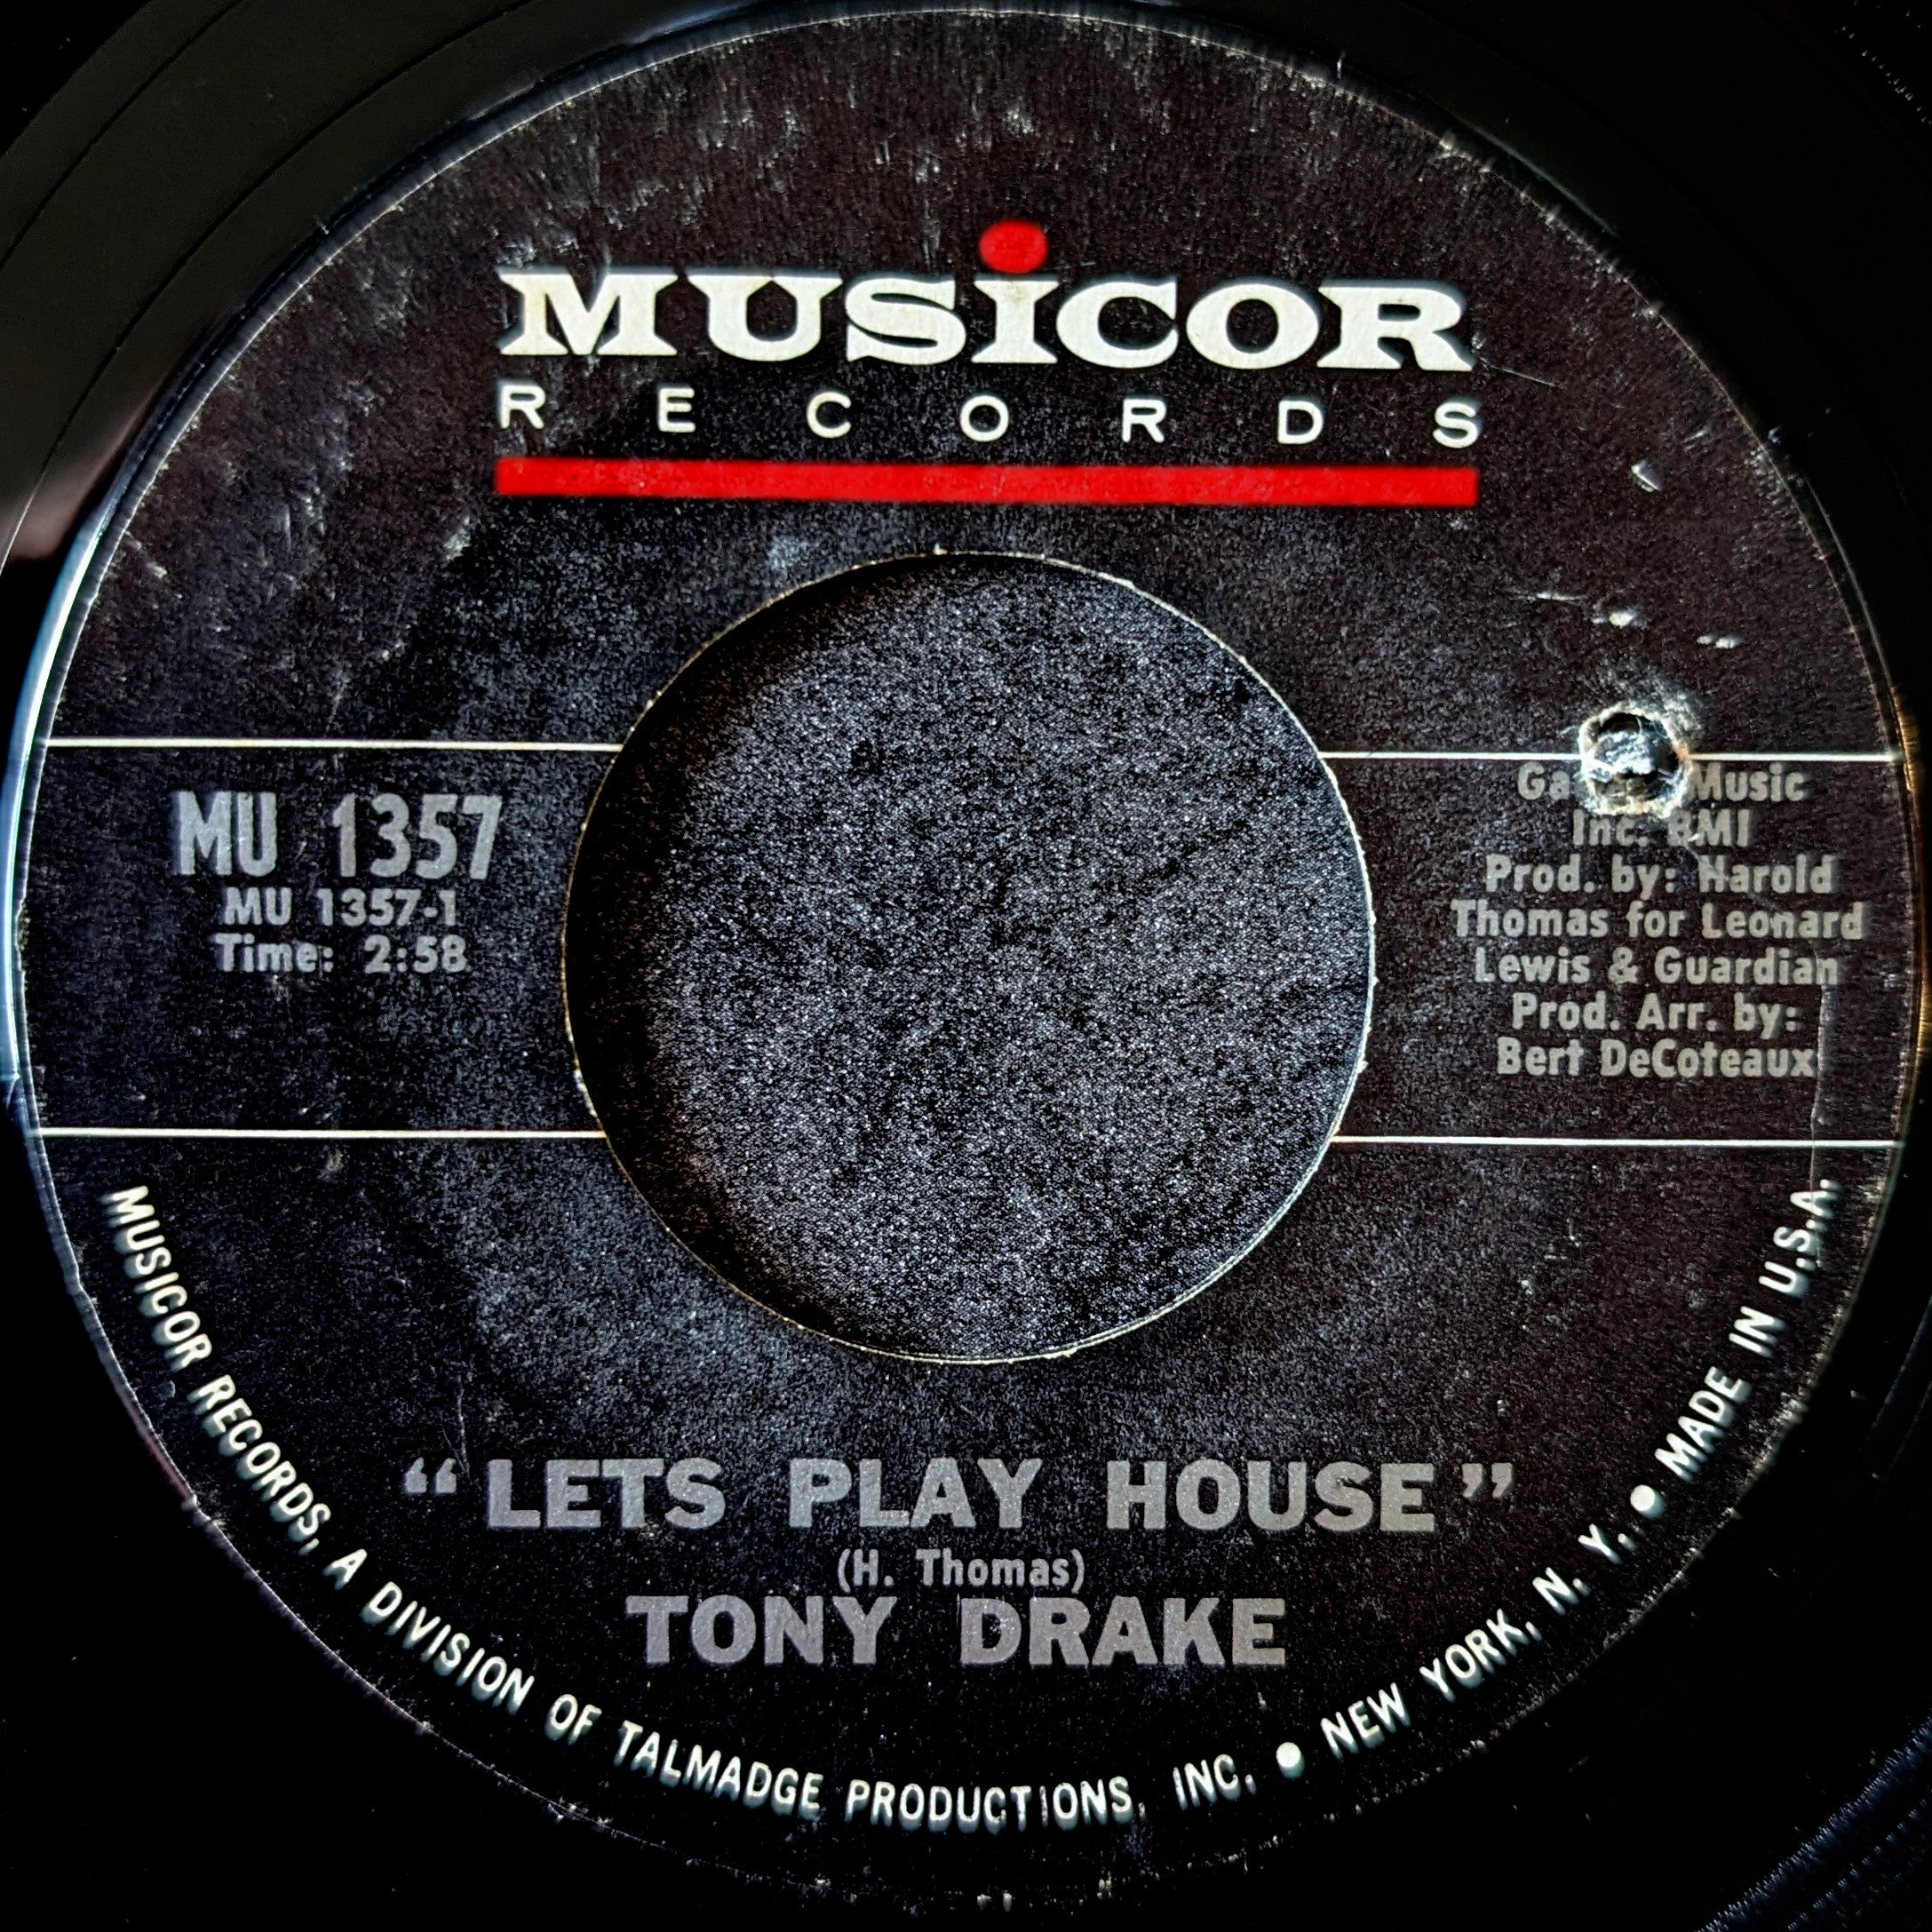 MUSiCOR
RECORDS
MU 1357
MU 1357-1
Time: 2:58
Music
Inc. BMI
Prod. by: Harold
Thomas for Leonard
Lewis & Guardian
Prod. Arr. by:
Bert DeCoteaux
“LETS PLAY HOUSE”
(H. Thomas)
TONY DRAKE
MUSICOR RECORDS, A DIVISION OF TALMADGE PRODUCTIONS, INC. ● NEW YORK, N. Y. ● MADE IN U.S.A.